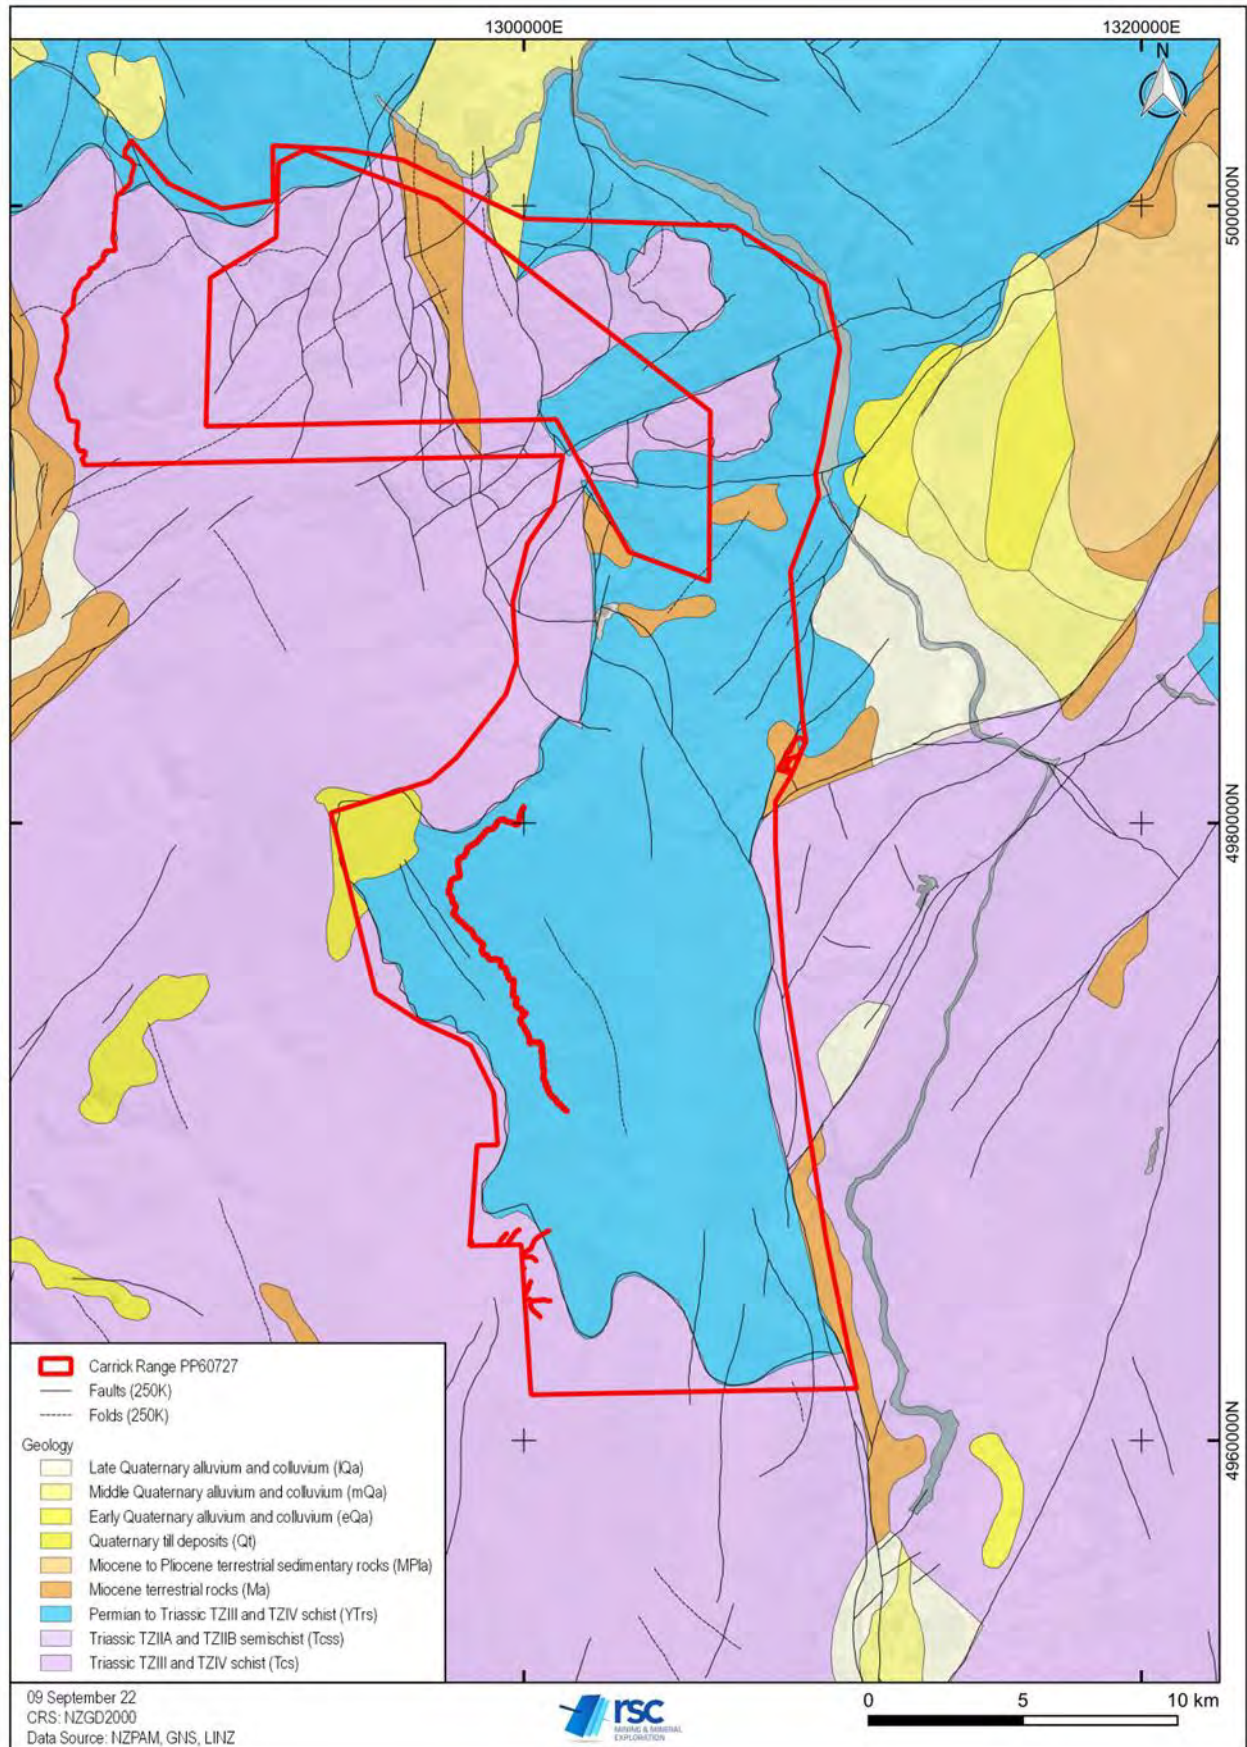 1300000E
1320000E
N
5000000N
4980000N
4960000N
Carrick Range PP60727
Faults (250K)
Folds (250K)
Geology
Late Quaternary alluvium and colluvium (lQa)
Middle Quaternary alluvium and colluvium (mQa)
Early Quaternary alluvium and colluvium (eQa)
Quaternary till deposits (Qt)
Miocene to Pliocene terrestrial sedimentary rocks (MPla)
Miocene terrestrial rocks (Ma)
Permian to Triassic TZIII and TZIV schist (YTrs)
Triassic TZIIA and TZIIB semischist (Tcss)
Triassic TZIII and TZIV schist (Tcs)
09 September 22
CRS: NZGD2000
Data Source: NZPAM, GNS, LINZ
rsc
MINING & MINERAL
EXPLORATION
0 5 10 km